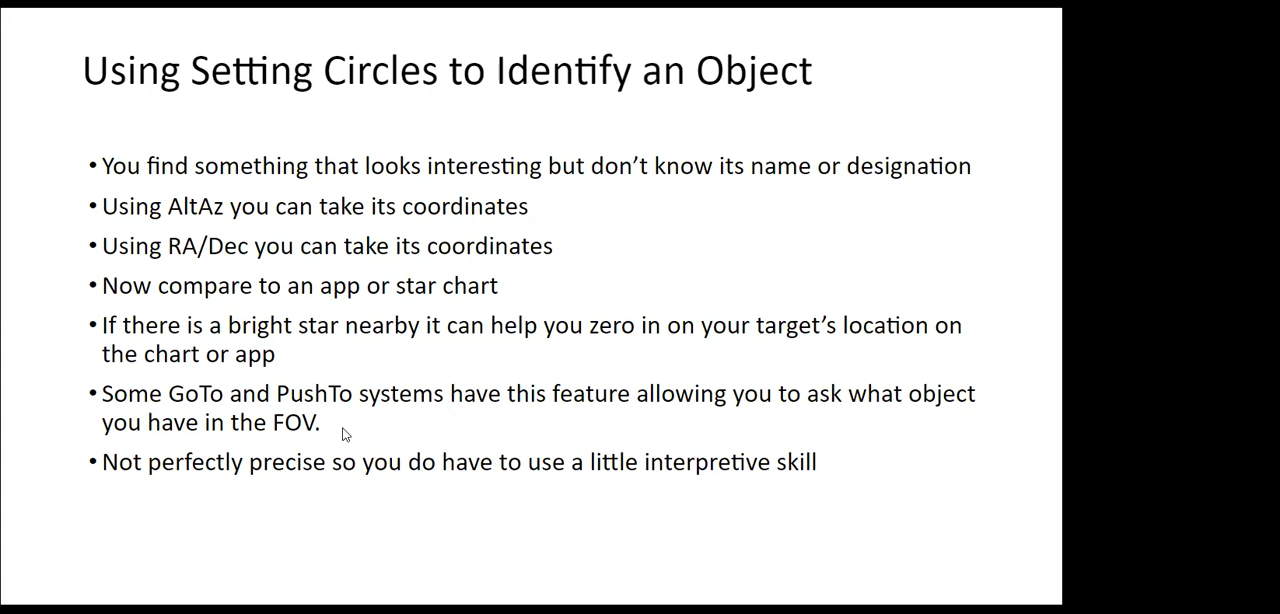 Using Setting Circles to Identify an Object
• You find something that looks interesting but don’t know its name or designation
• Using AltAz you can take its coordinates
• Using RA/Dec you can take its coordinates
• Now compare to an app or star chart
• If there is a bright star nearby it can help you zero in on your target’s location on
the chart or app
• Some GoTo and PushTo systems have this feature allowing you to ask what object
you have in the FOV.
• Not perfectly precise so you do have to use a little interpretive skill